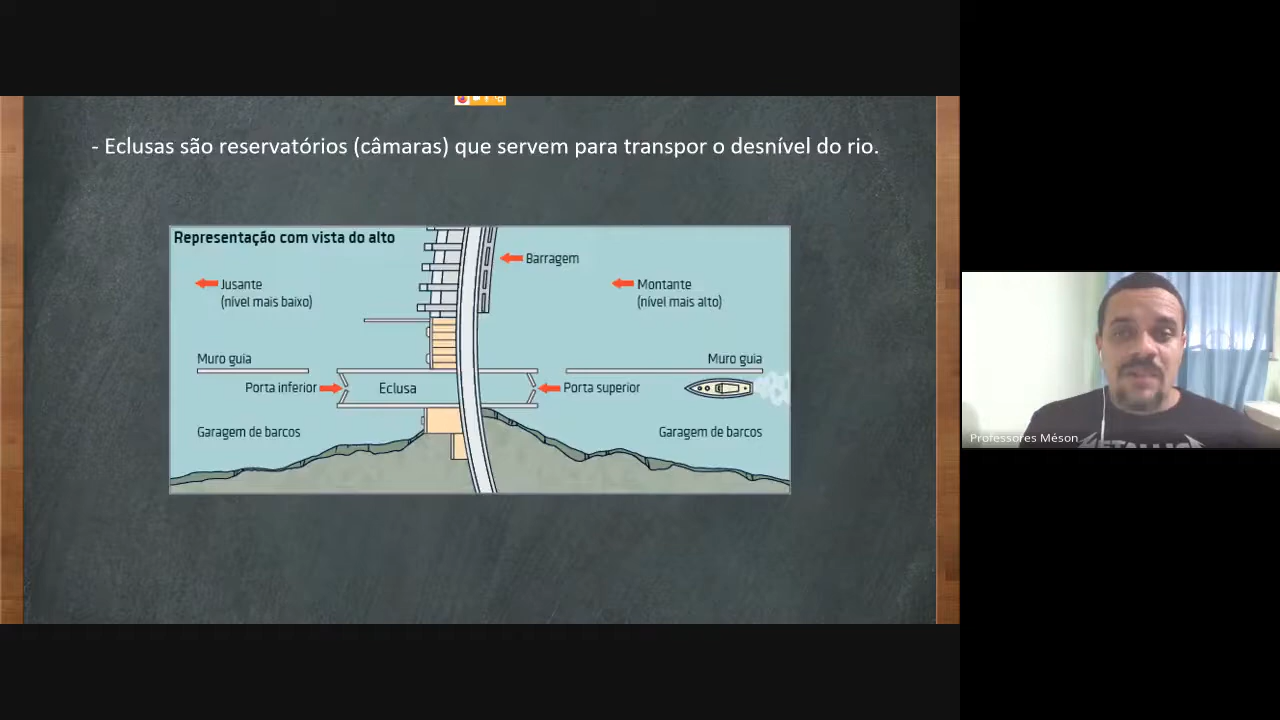 - Eclusas são reservatórios (câmaras) que servem para transpor o desnível do rio.
Representação com vista do alto
Barragem
Jusante
(nível mais baixo)
Montante
(nível mais alto)
Muro guia
Muro guia
Porta inferior
Eclusa
Porta superior
Garagem de barcos
Garagem de barcos
Professores Méson
METALLICA